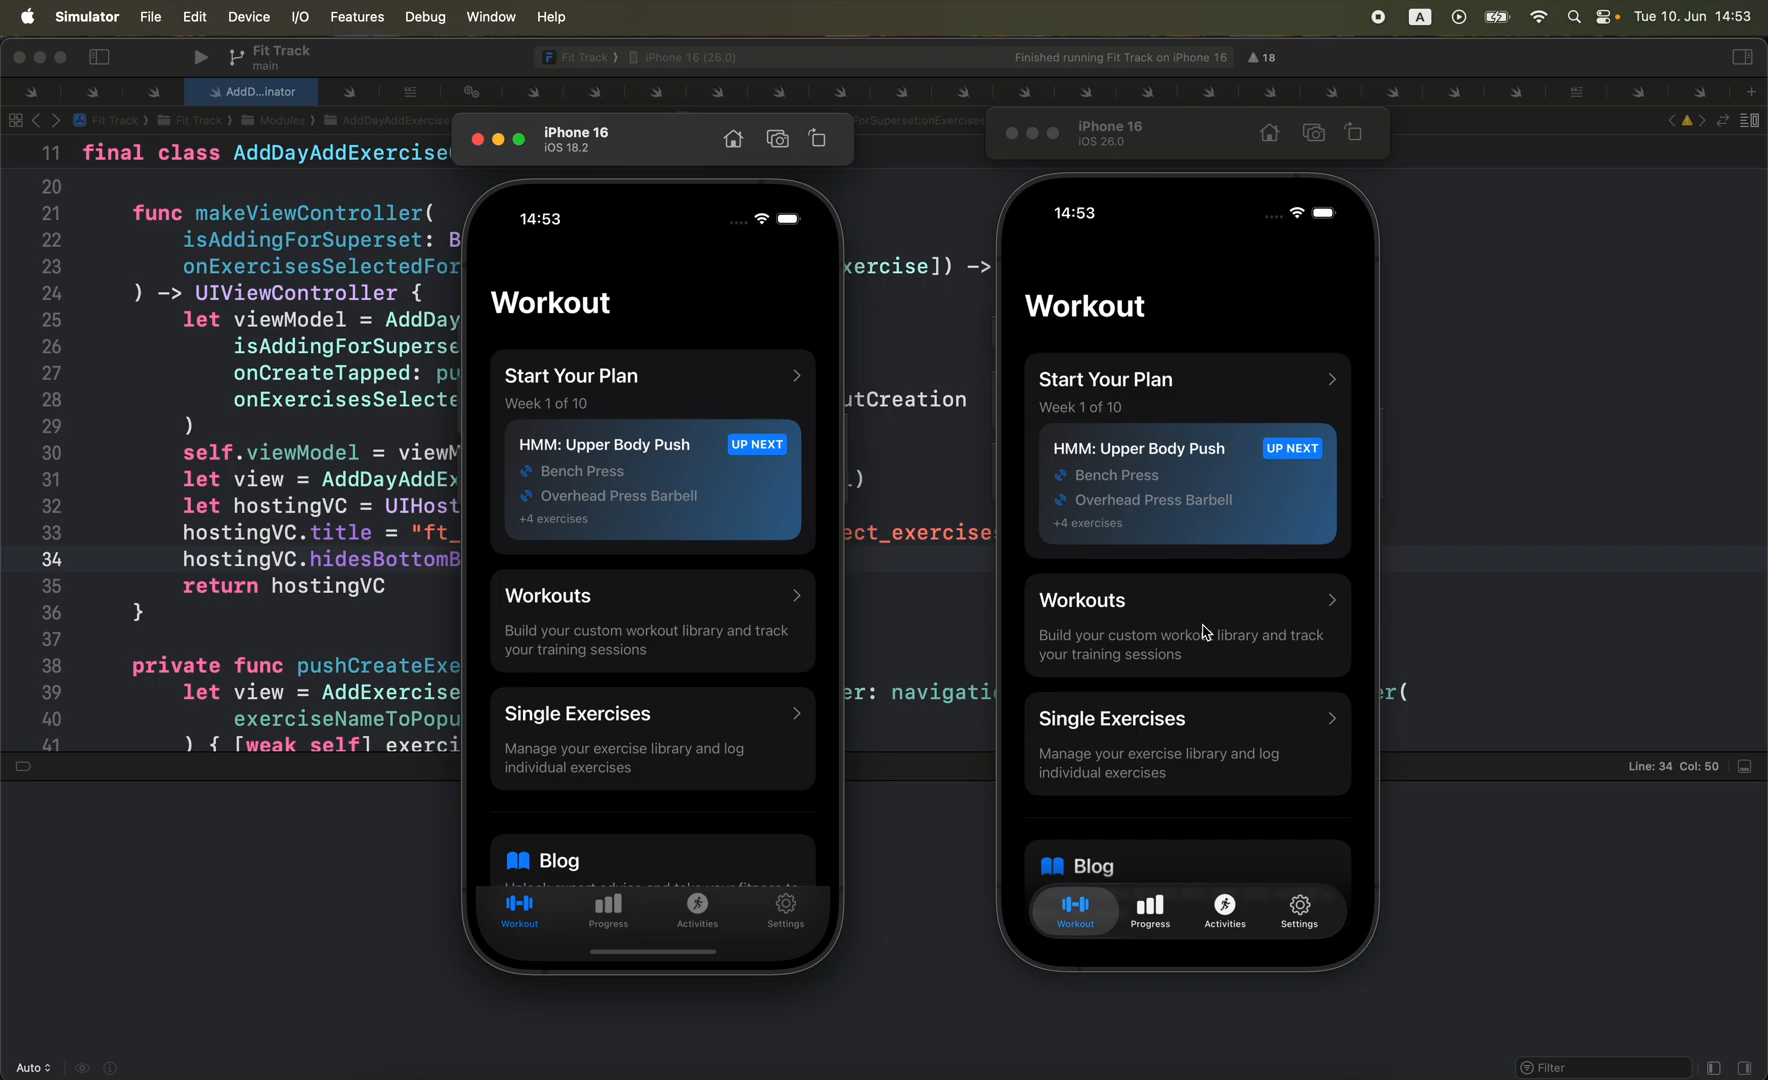 Simulator File Edit Device I/O Features Debug Window Help A Tue 10. Jun 14:53
Fit Track
main
F Fit Track iPhone 16 (26.0) Finished running Fit Track on iPhone 16 18
AddD...inator
Fit Track Fit Track Modules AddDayAddExercise ForSuperset:onExercises
iPhone 16
iOS 18.2
iPhone 16
iOS 26.0
11 final class AddDayAddExercise
20
21 func makeViewController(
22 isAddingForSuperset: B
23 onExercisesSelectedFor xercise]) ->
24 ) -> UIViewController {
25 let viewModel = AddDay
26 isAddingForSuperse
27 onCreateTapped: pu
28 onExercisesSelecte utCreation
29 )
30 self.viewModel = viewM
31 let view = AddDayAddEx .)
32 let hostingVC = UIHost
33 hostingVC.title = "ft_ ect_exercises
34 hostingVC.hidesBottomB
35 return hostingVC
36 }
37
38 private func pushCreateExe
39 let view = AddExercise er: navigati er(
40 exerciseNameToPopu
41 ) { [weak self] exerci
14:53
Workout
Start Your Plan
Week 1 of 10
HMM: Upper Body Push UP NEXT
Bench Press
Overhead Press Barbell
+4 exercises
Workouts
Build your custom workout library and track
your training sessions
Single Exercises
Manage your exercise library and log
individual exercises
Blog
Workout Progress Activities Settings
14:53
Workout
Start Your Plan
Week 1 of 10
HMM: Upper Body Push UP NEXT
Bench Press
Overhead Press Barbell
+4 exercises
Workouts
Build your custom workout library and track
your training sessions
Single Exercises
Manage your exercise library and log
individual exercises
Blog
Workout Progress Activities Settings
Line: 34 Col: 50
Auto Filter